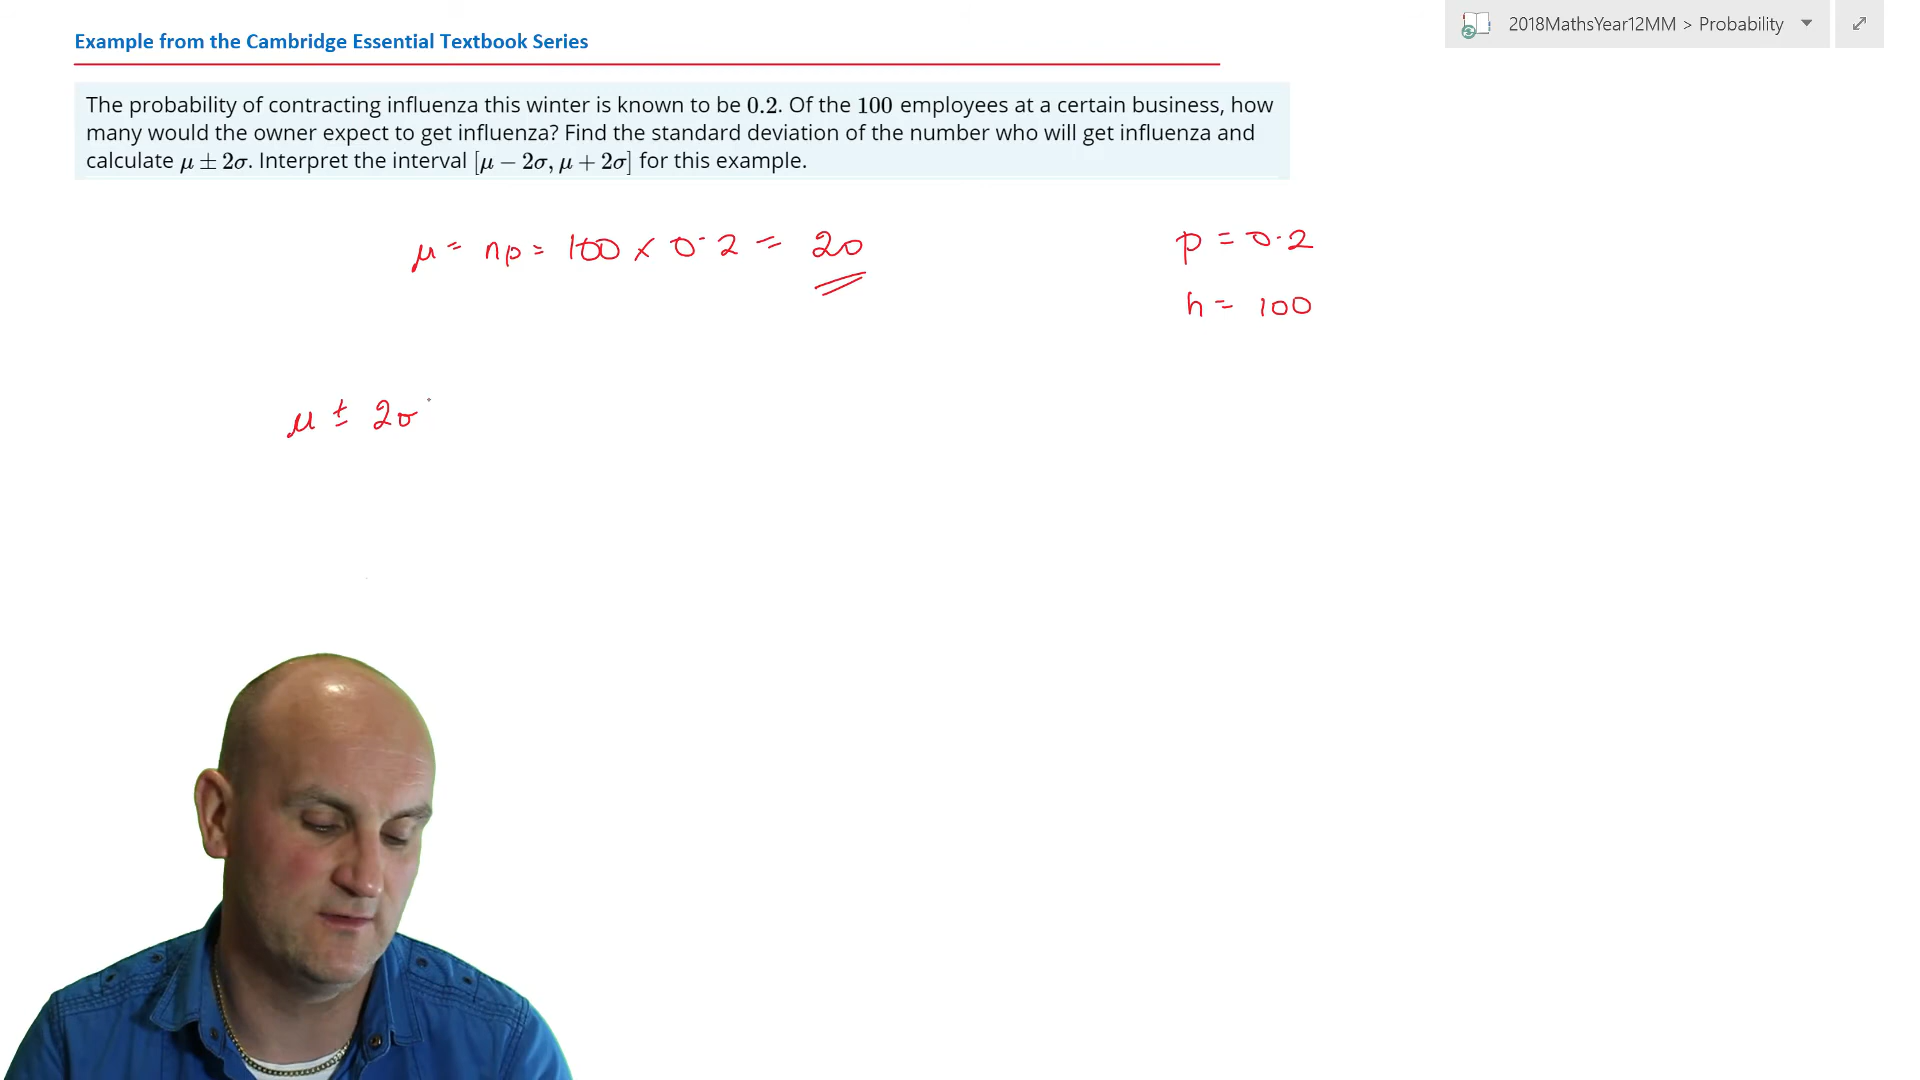 2018MathsYear12MM > Probability
Example from the Cambridge Essential Textbook Series
The probability of contracting influenza this winter is known to be 0.2. Of the 100 employees at a certain business, how
many would the owner expect to get influenza? Find the standard deviation of the number who will get influenza and
calculate μ ± 2σ. Interpret the interval [μ − 2σ, μ + 2σ] for this example.
μ = np = 100 × 0.2 = 20
p = 0.2
n = 100
μ ± 2σ